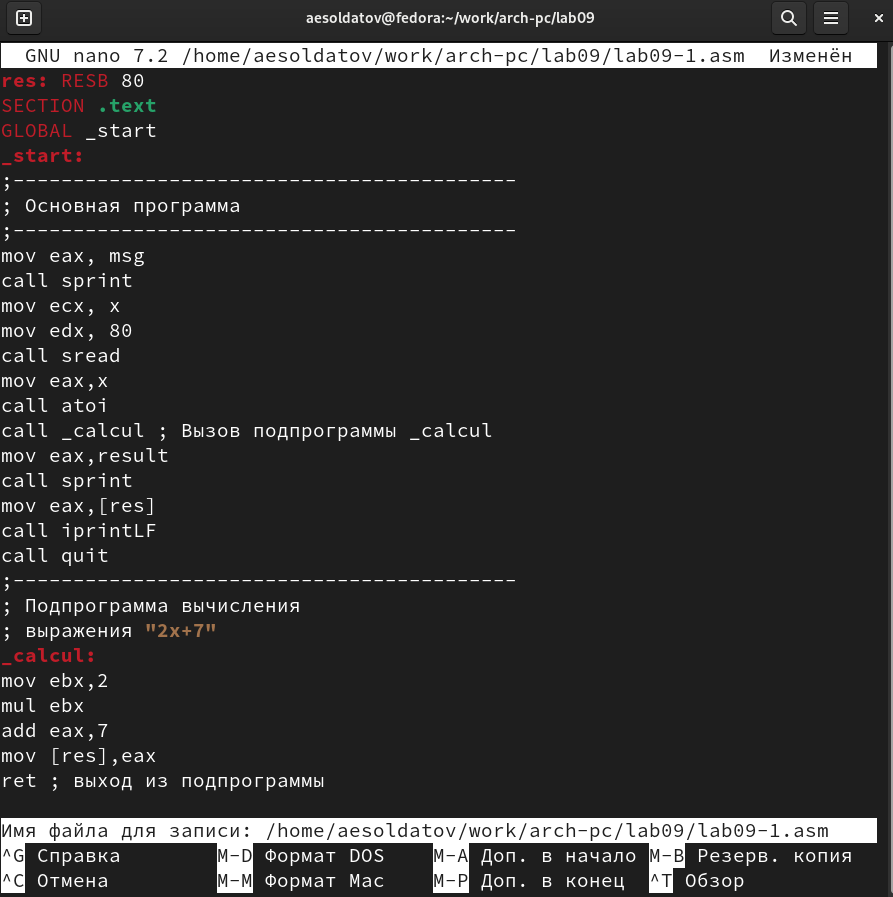 aesoldatov@fedora:~/work/arch-pc/lab09
GNU nano 7.2 /home/aesoldatov/work/arch-pc/lab09/lab09-1.asm Изменён
res: RESB 80
SECTION .text
GLOBAL _start
_start:
;------------------------------------------
; Основная программа
;------------------------------------------
mov eax, msg
call sprint
mov ecx, x
mov edx, 80
call sread
mov eax,x
call atoi
call _calcul ; Вызов подпрограммы _calcul
mov eax,result
call sprint
mov eax,[res]
call iprintLF
call quit
;------------------------------------------
; Подпрограмма вычисления
; выражения "2x+7"
_calcul:
mov ebx,2
mul ebx
add eax,7
mov [res],eax
ret ; выход из подпрограммы
Имя файла для записи: /home/aesoldatov/work/arch-pc/lab09/lab09-1.asm
^G Справка M-D Формат DOS M-A Доп. в начало M-B Резерв. копия
^C Отмена M-M Формат Mac M-P Доп. в конец ^T Обзор